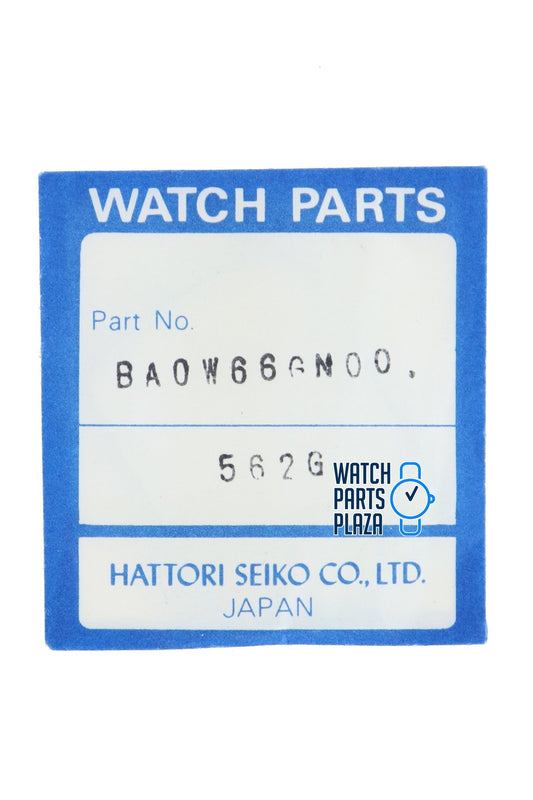 WATCH PARTS
Part No.
BA0W66GN00.
562G
WATCH
PARTS
PLAZA
HATTORI SEIKO CO., LTD.
JAPAN